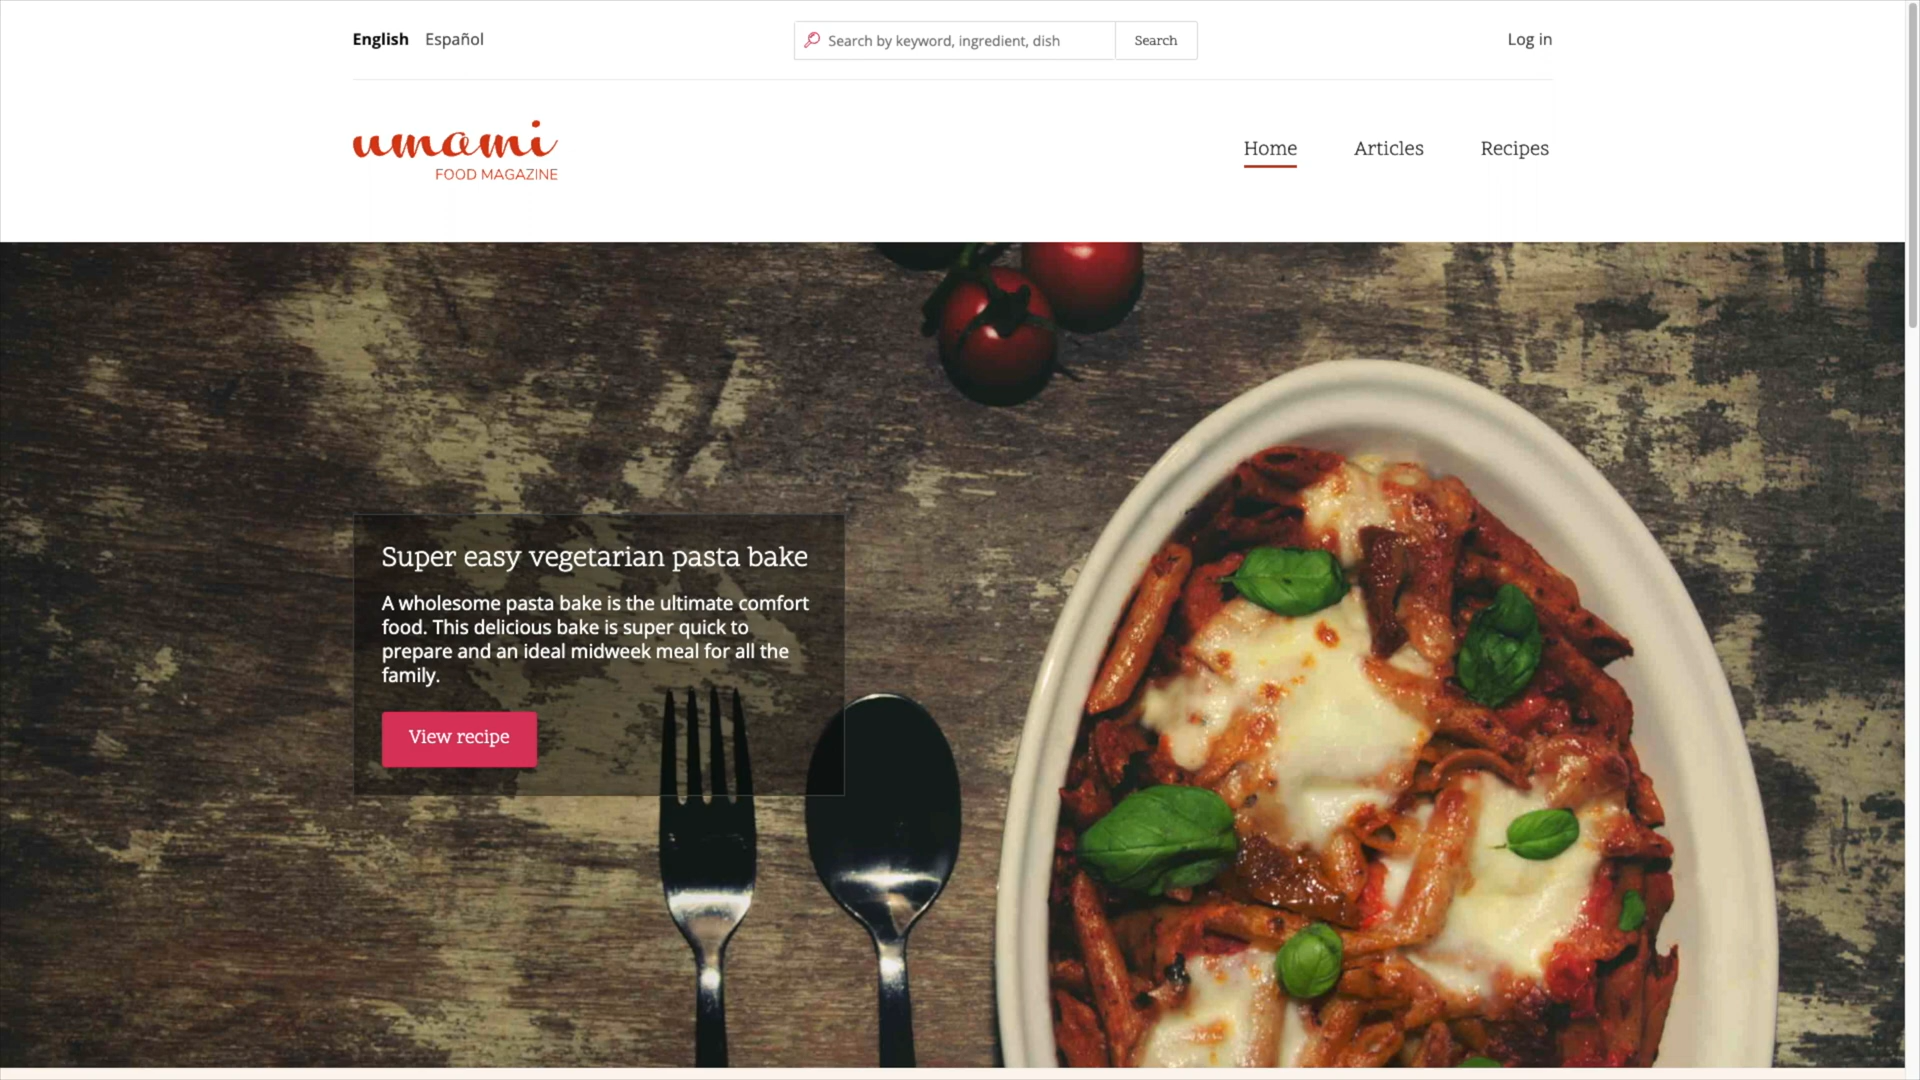 English Español
Search by keyword, ingredient, dish
Search
Log in
umami
FOOD MAGAZINE
Home Articles Recipes
Super easy vegetarian pasta bake
A wholesome pasta bake is the ultimate comfort
food. This delicious bake is super quick to
prepare and an ideal midweek meal for all the
family.
View recipe